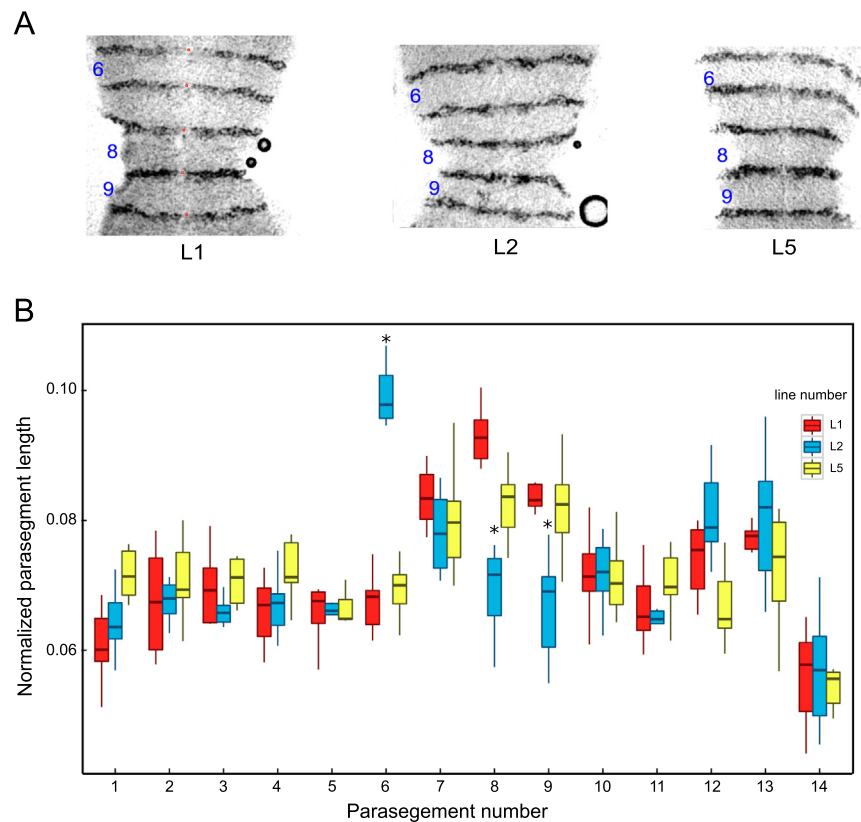 A
6
8
9
L1
6
8
9
L2
6
8
9
L5
B
Normalized parasegment length
0.10
0.08
0.06
*
*
*
line number
L1
L2
L5
1 2 3 4 5 6 7 8 9 10 11 12 13 14
Parasegement number